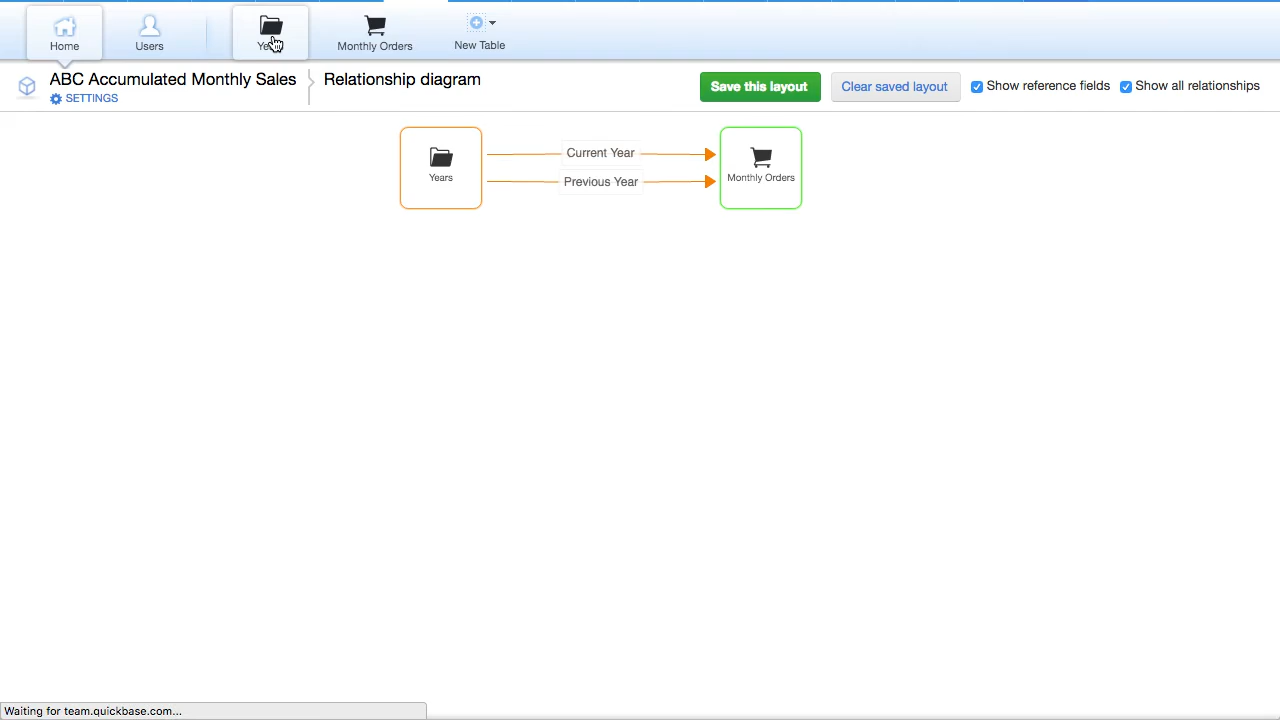 Home
Users
Monthly Orders
New Table
ABC Accumulated Monthly Sales
Relationship diagram
SETTINGS
Save this layout
Clear saved layout
Show reference fields
Show all relationships
Years
Current Year
Previous Year
Monthly Orders
Waiting for team.quickbase.com...